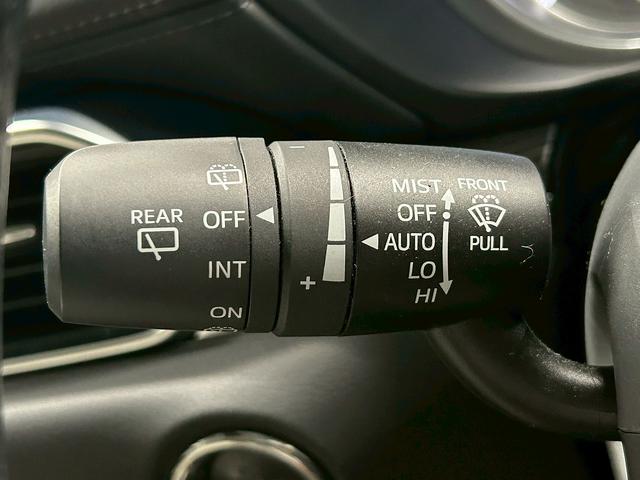 REAR
OFF
INT
ON
−
+
MIST
OFF
AUTO
LO
HI
FRONT
PULL